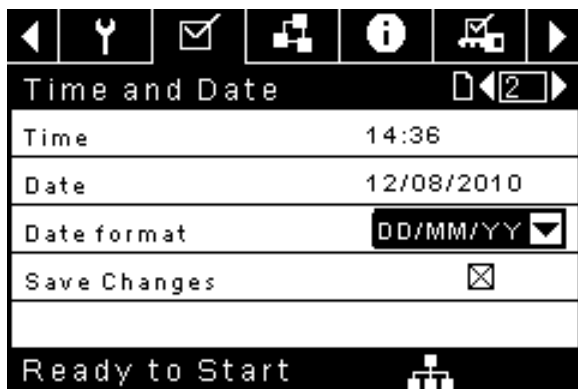 Time and Date 2
Time 14:36
Date 12/08/2010
Date format DD/MM/YY
Save Changes
Ready to Start